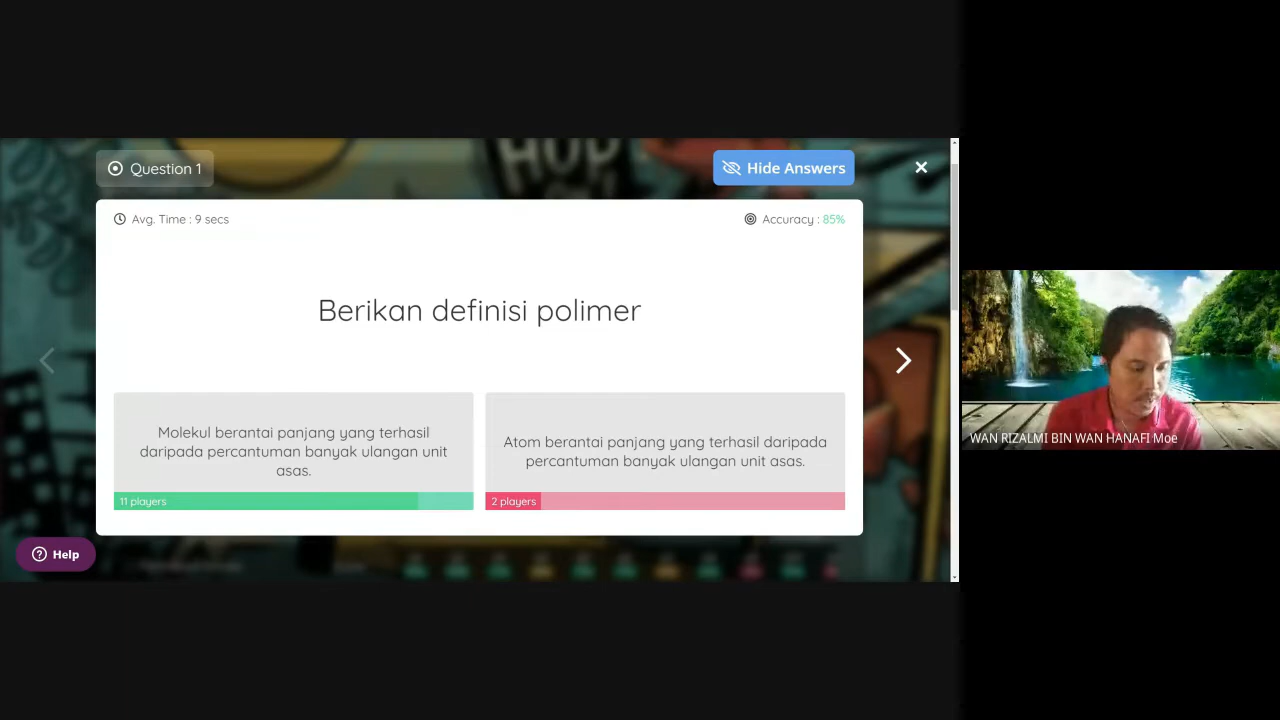 Question 1
Hide Answers
Avg. Time : 9 secs
Accuracy : 85%
Berikan definisi polimer
Molekul berantai panjang yang terhasil
daripada percantuman banyak ulangan unit
asas.
Atom berantai panjang yang terhasil daripada
percantuman banyak ulangan unit asas.
11 players
2 players
Help
WAN RIZALMI BIN WAN HANAFI Moe